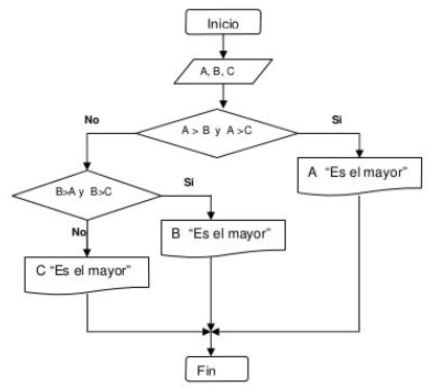 Inicio
A, B, C
No
Si
A > B y A >C
A "Es el mayor"
B>A y B>C
Si
No
B "Es el mayor"
C "Es el mayor"
Fin